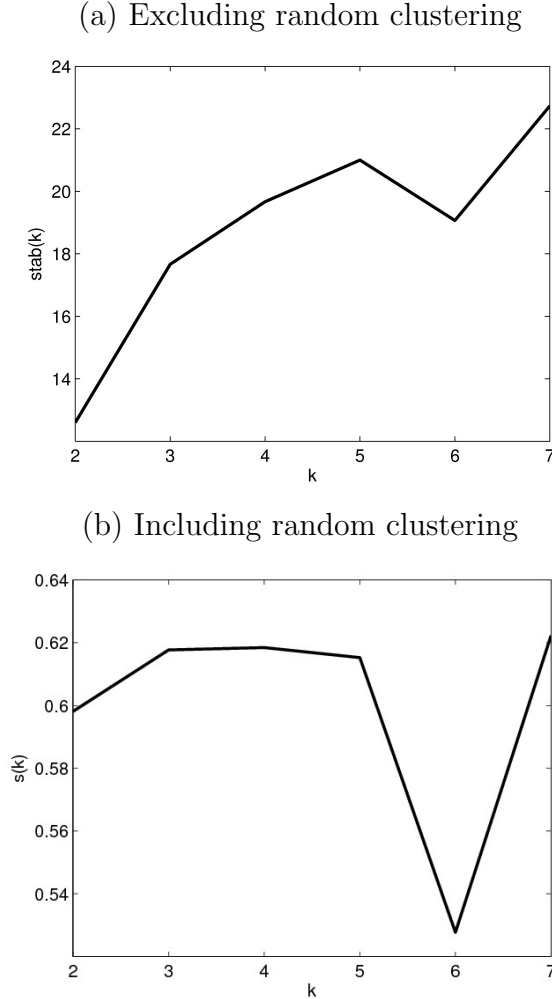 (a) Excluding random clustering
24
22
20
18
16
14
stab(k)
2 3 4 5 6 7
k
(b) Including random clustering
0.64
0.62
0.6
0.58
0.56
0.54
s(k)
2 3 4 5 6 7
k